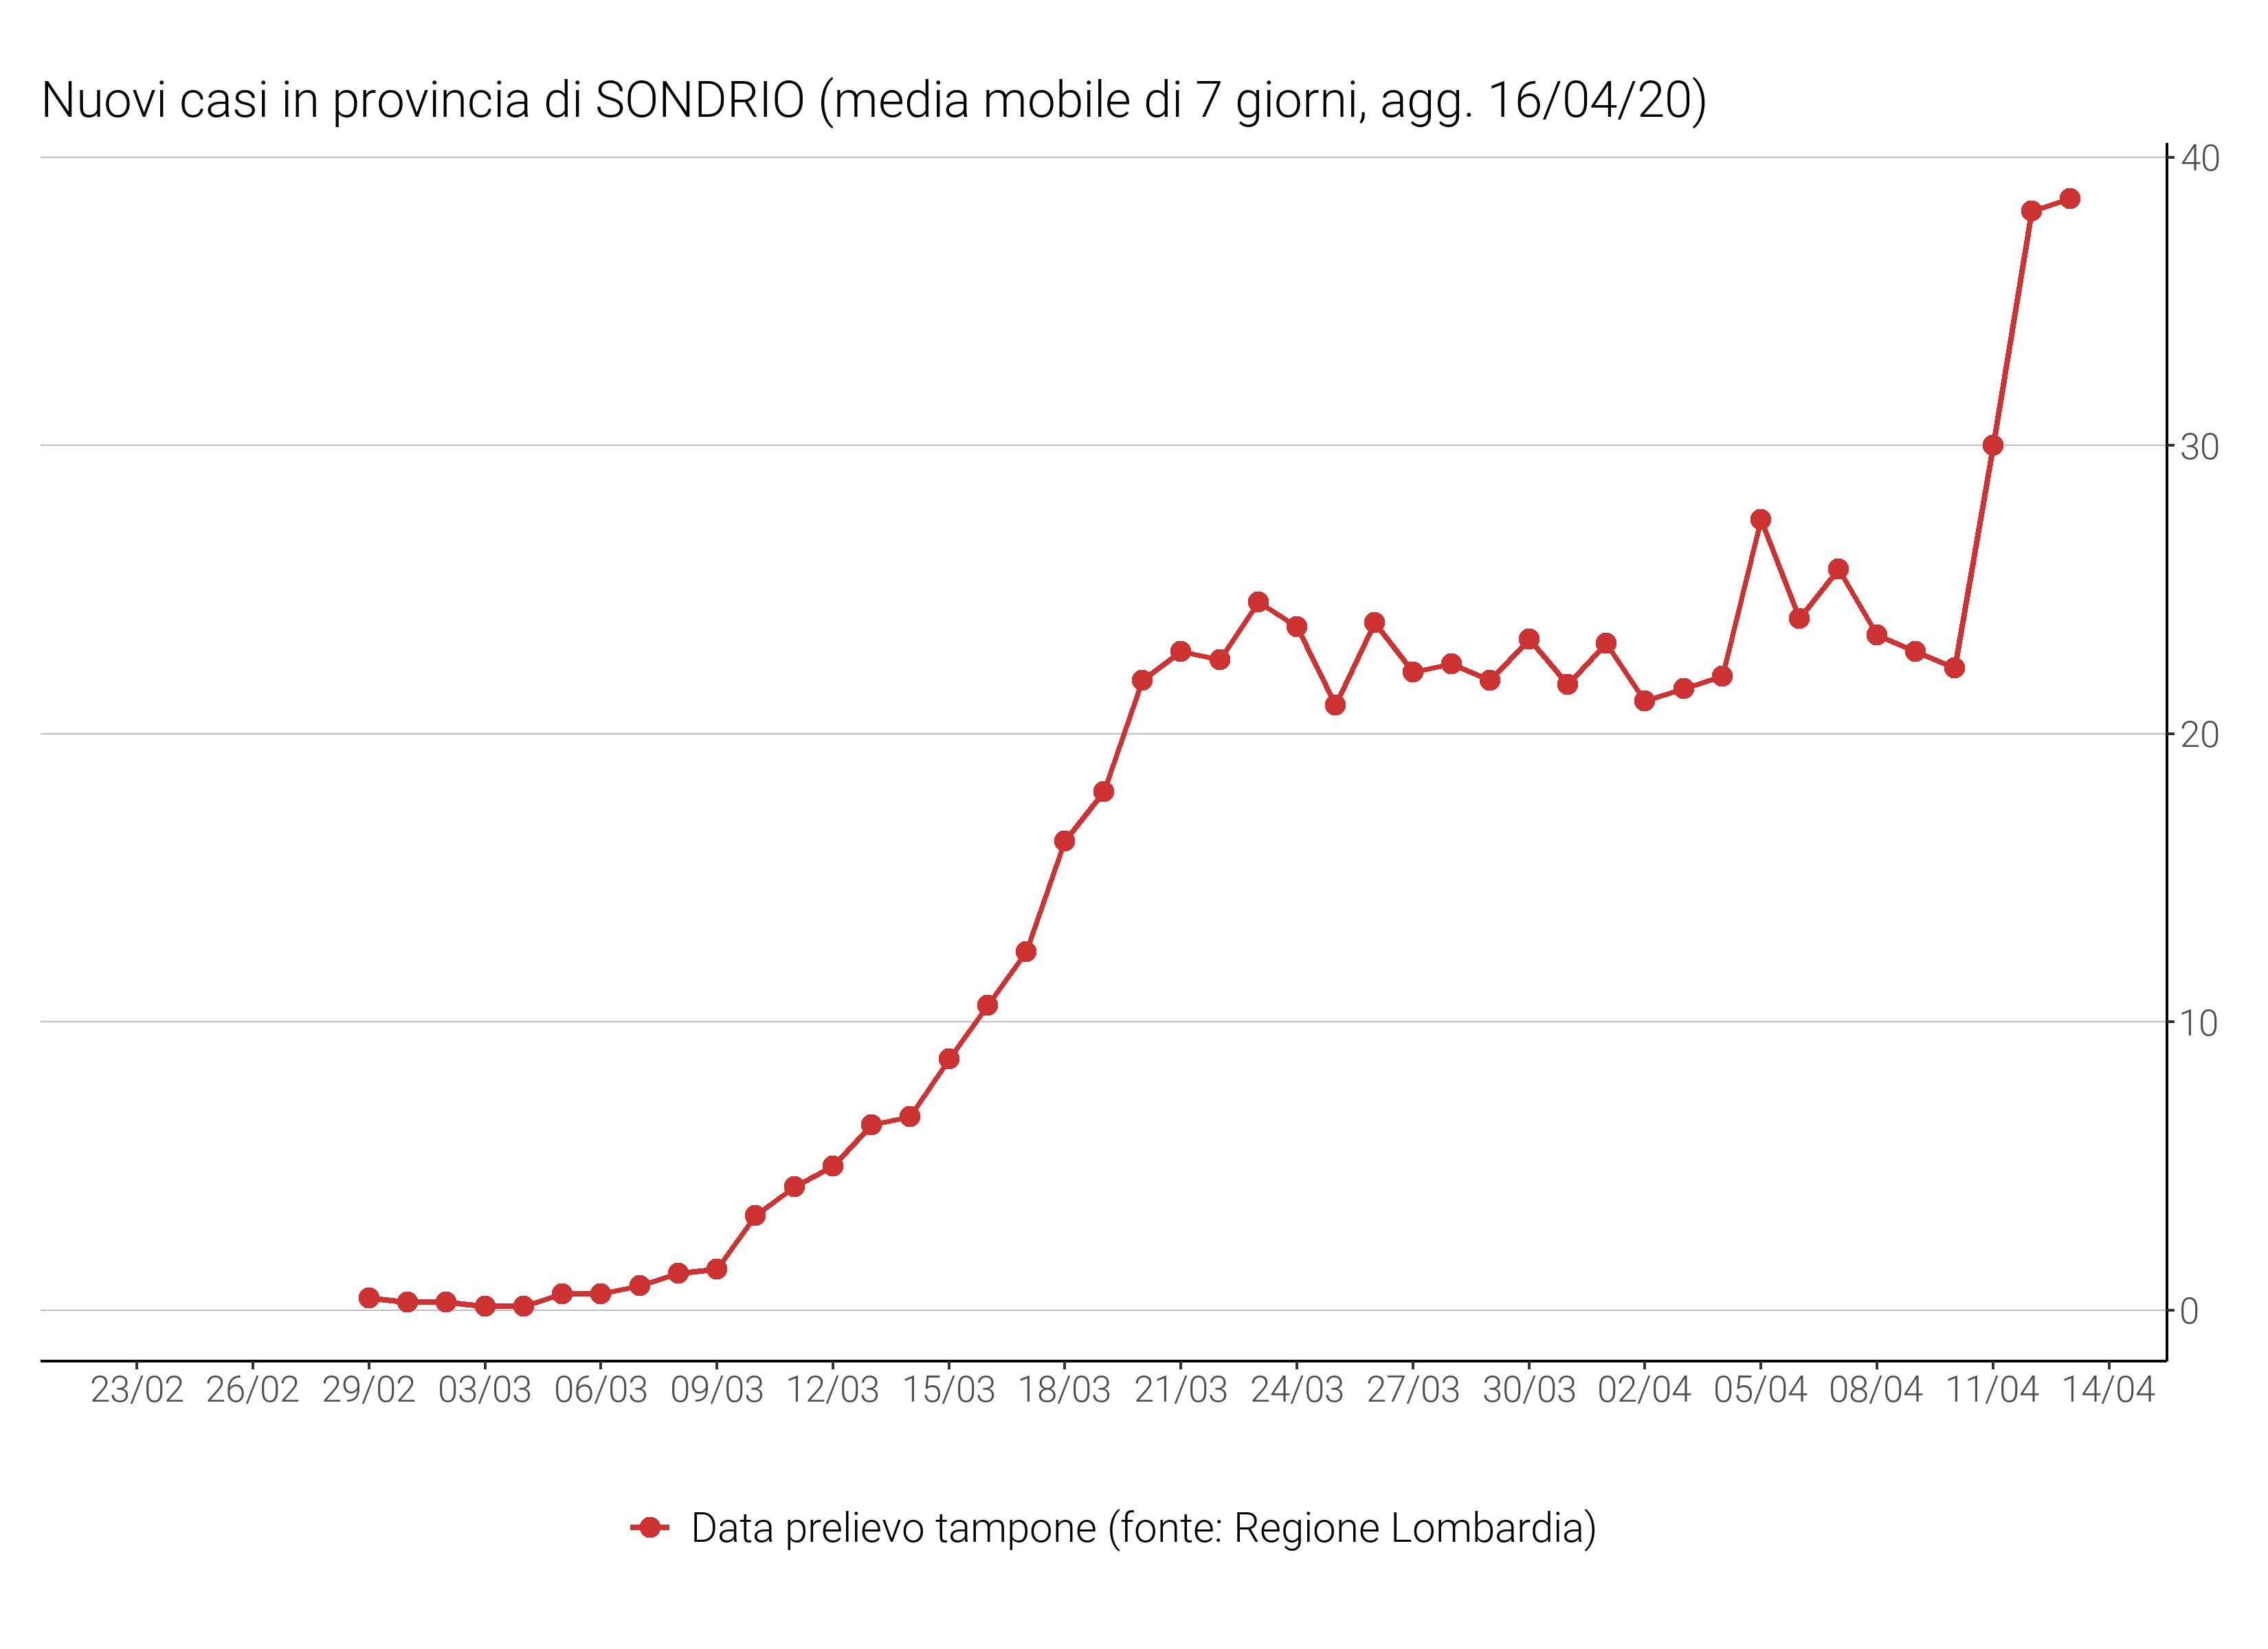 Nuovi casi in provincia di SONDRIO (media mobile di 7 giorni, agg. 16/04/20)
40
30
20
10
0
23/02 26/02 29/02 03/03 06/03 09/03 12/03 15/03 18/03 21/03 24/03 27/03 30/03 02/04 05/04 08/04 11/04 14/04
Data prelievo tampone (fonte: Regione Lombardia)